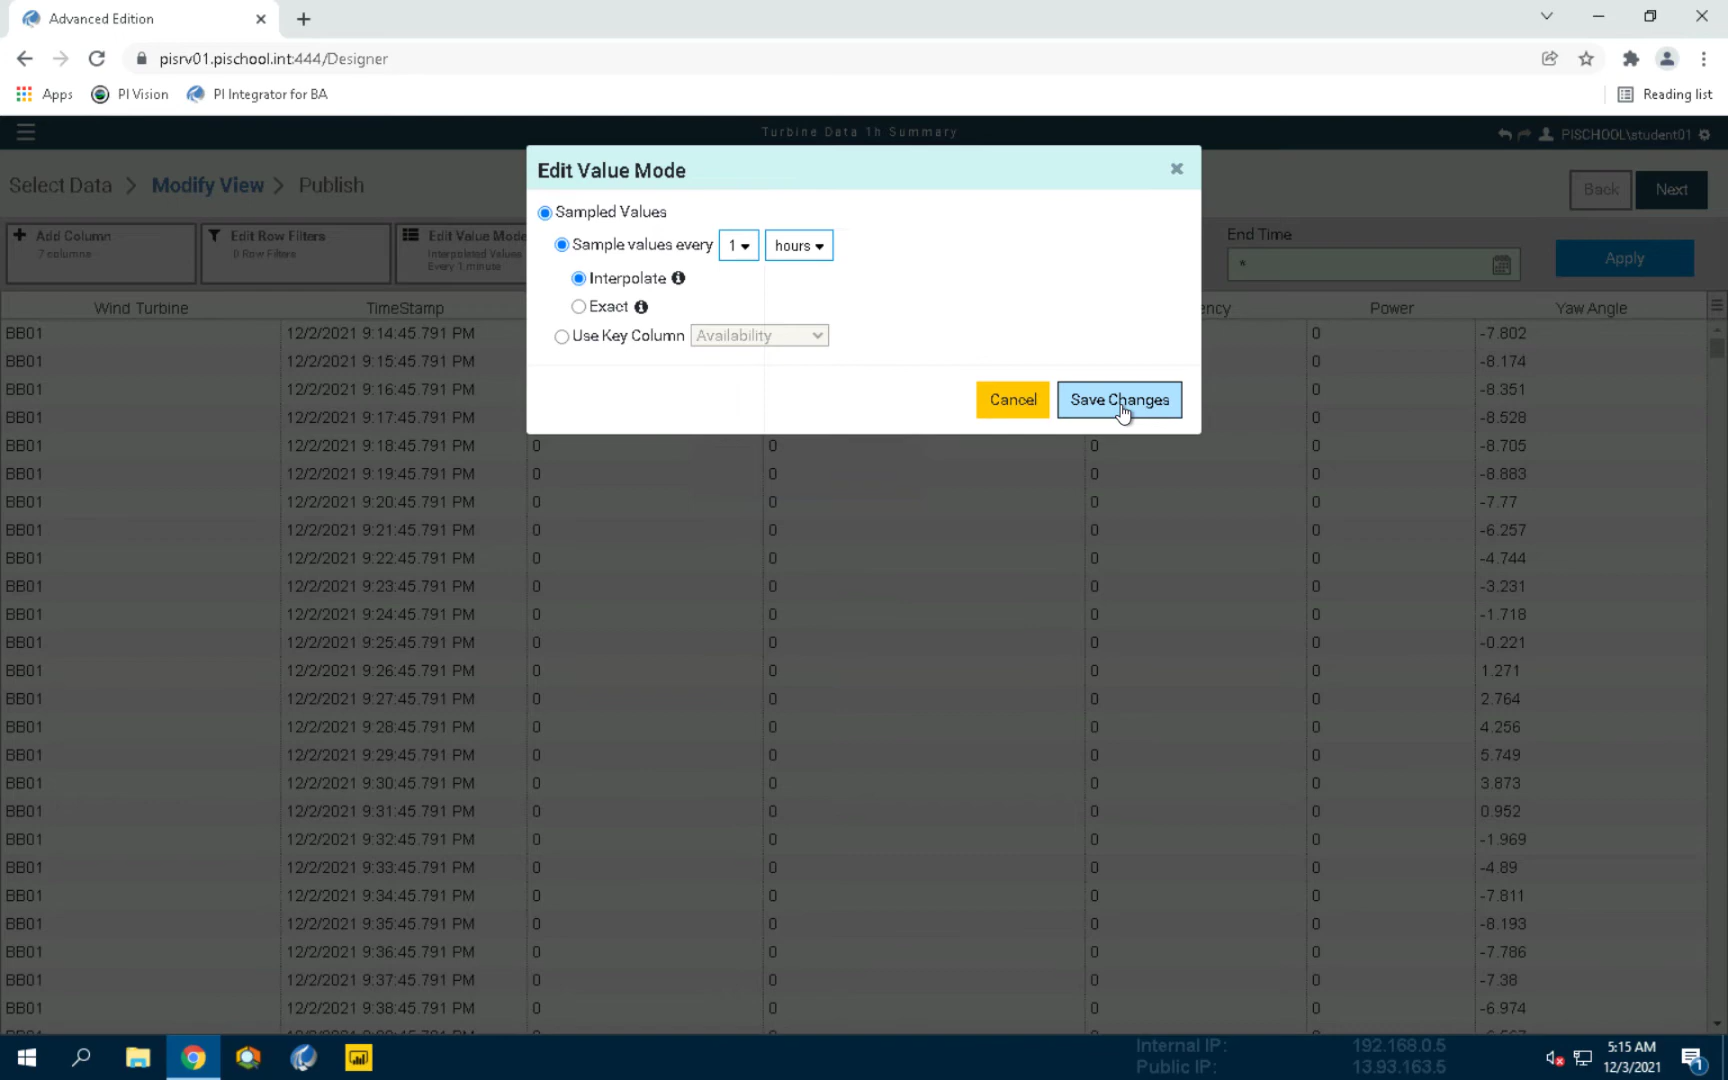 Advanced Edition
pisrv01.pischool.int:444/Designer
Apps PI Vision PI Integrator for BA Reading list
Turbine Data 1h Summary PISCHOOL\student01
Select Data > Modify View > Publish Back Next
Edit Value Mode
Sampled Values
Sample values every 1 hours
Interpolate
Exact
Use Key Column Availability
Cancel Save Changes
+ Add Column
7 columns
Edit Row Filters
0 Row Filters
Edit Value Mode
Interpolated Values
Every 1 minute
End Time
*
Apply
Wind Turbine TimeStamp ency Power Yaw Angle
BB01 12/2/2021 9:14:45.791 PM 0 -7.802
BB01 12/2/2021 9:15:45.791 PM 0 -8.174
BB01 12/2/2021 9:16:45.791 PM 0 -8.351
BB01 12/2/2021 9:17:45.791 PM 0 -8.528
BB01 12/2/2021 9:18:45.791 PM 0 0 0 0 -8.705
BB01 12/2/2021 9:19:45.791 PM 0 0 0 0 -8.883
BB01 12/2/2021 9:20:45.791 PM 0 0 0 0 -7.77
BB01 12/2/2021 9:21:45.791 PM 0 0 0 0 -6.257
BB01 12/2/2021 9:22:45.791 PM 0 0 0 0 -4.744
BB01 12/2/2021 9:23:45.791 PM 0 0 0 0 -3.231
BB01 12/2/2021 9:24:45.791 PM 0 0 0 0 -1.718
BB01 12/2/2021 9:25:45.791 PM 0 0 0 0 -0.221
BB01 12/2/2021 9:26:45.791 PM 0 0 0 0 1.271
BB01 12/2/2021 9:27:45.791 PM 0 0 0 0 2.764
BB01 12/2/2021 9:28:45.791 PM 0 0 0 0 4.256
BB01 12/2/2021 9:29:45.791 PM 0 0 0 0 5.749
BB01 12/2/2021 9:30:45.791 PM 0 0 0 0 3.873
BB01 12/2/2021 9:31:45.791 PM 0 0 0 0 0.952
BB01 12/2/2021 9:32:45.791 PM 0 0 0 0 -1.969
BB01 12/2/2021 9:33:45.791 PM 0 0 0 0 -4.89
BB01 12/2/2021 9:34:45.791 PM 0 0 0 0 -7.811
BB01 12/2/2021 9:35:45.791 PM 0 0 0 0 -8.193
BB01 12/2/2021 9:36:45.791 PM 0 0 0 0 -7.786
BB01 12/2/2021 9:37:45.791 PM 0 0 0 0 -7.38
BB01 12/2/2021 9:38:45.791 PM 0 0 0 0 -6.974
Internal IP: 192.168.0.5
Public IP: 13.93.163.5
5:15 AM
12/3/2021
1